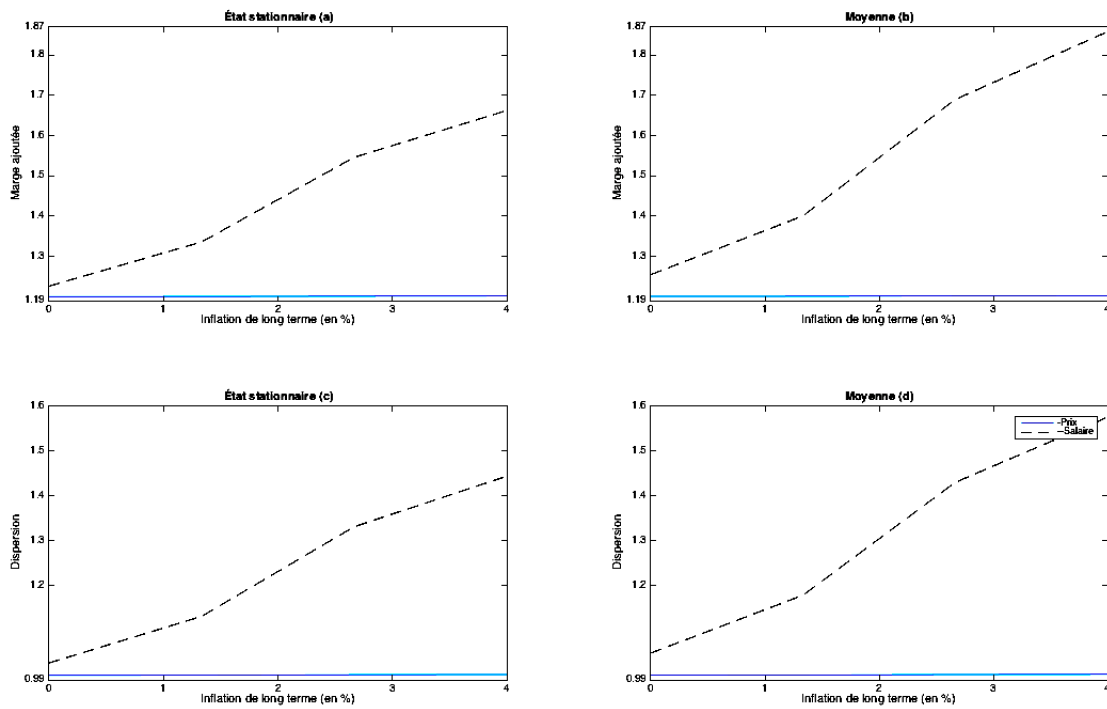 État stationnaire (a)
1.87
1.8
1.7
1.6
1.5
1.4
1.3
1.19
Marge ajoutée
0 1 2 3 4
Inflation de long terme (en %)
Moyenne (b)
1.87
1.8
1.7
1.6
1.5
1.4
1.3
1.19
Marge ajoutée
0 1 2 3 4
Inflation de long terme (en %)
État stationnaire (c)
1.6
1.5
1.4
1.3
1.2
0.99
Dispersion
0 1 2 3 4
Inflation de long terme (en %)
Moyenne (d)
1.6
1.5
1.4
1.3
1.2
0.99
Dispersion
0 1 2 3 4
Inflation de long terme (en %)
-Prix
--Salaire